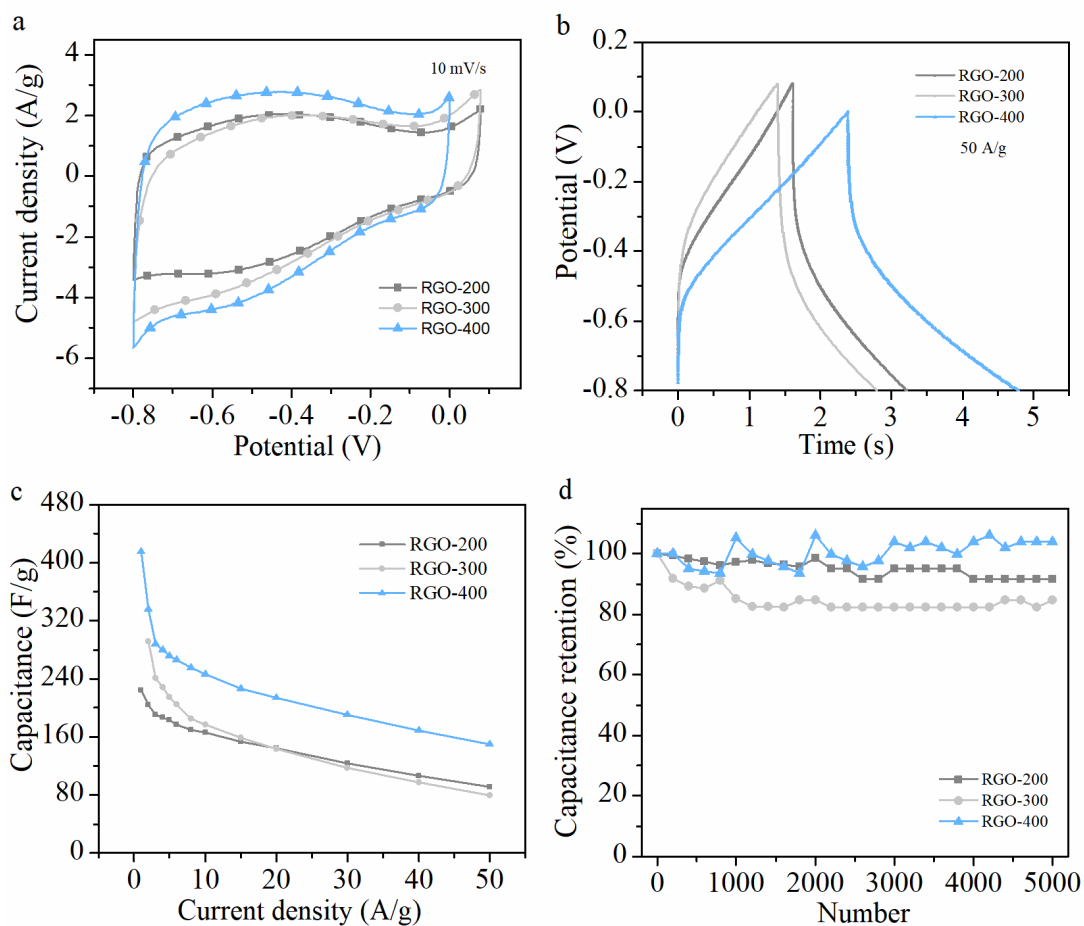 a
4
2
0
-2
-4
-6
-0.8
-0.6
-0.4
-0.2
0.0
Current density (A/g)
Potential (V)
10 mV/s
RGO-200
RGO-300
RGO-400
b
0.2
0.0
-0.2
-0.4
-0.6
-0.8
0
1
2
3
4
5
Potential (V)
Time (s)
RGO-200
RGO-300
RGO-400
50 A/g
c
480
400
320
240
160
80
0
0
10
20
30
40
50
Capacitance (F/g)
Current density (A/g)
RGO-200
RGO-300
RGO-400
d
100
80
60
40
20
0
0
1000
2000
3000
4000
5000
Capacitance retention (%)
Number
RGO-200
RGO-300
RGO-400